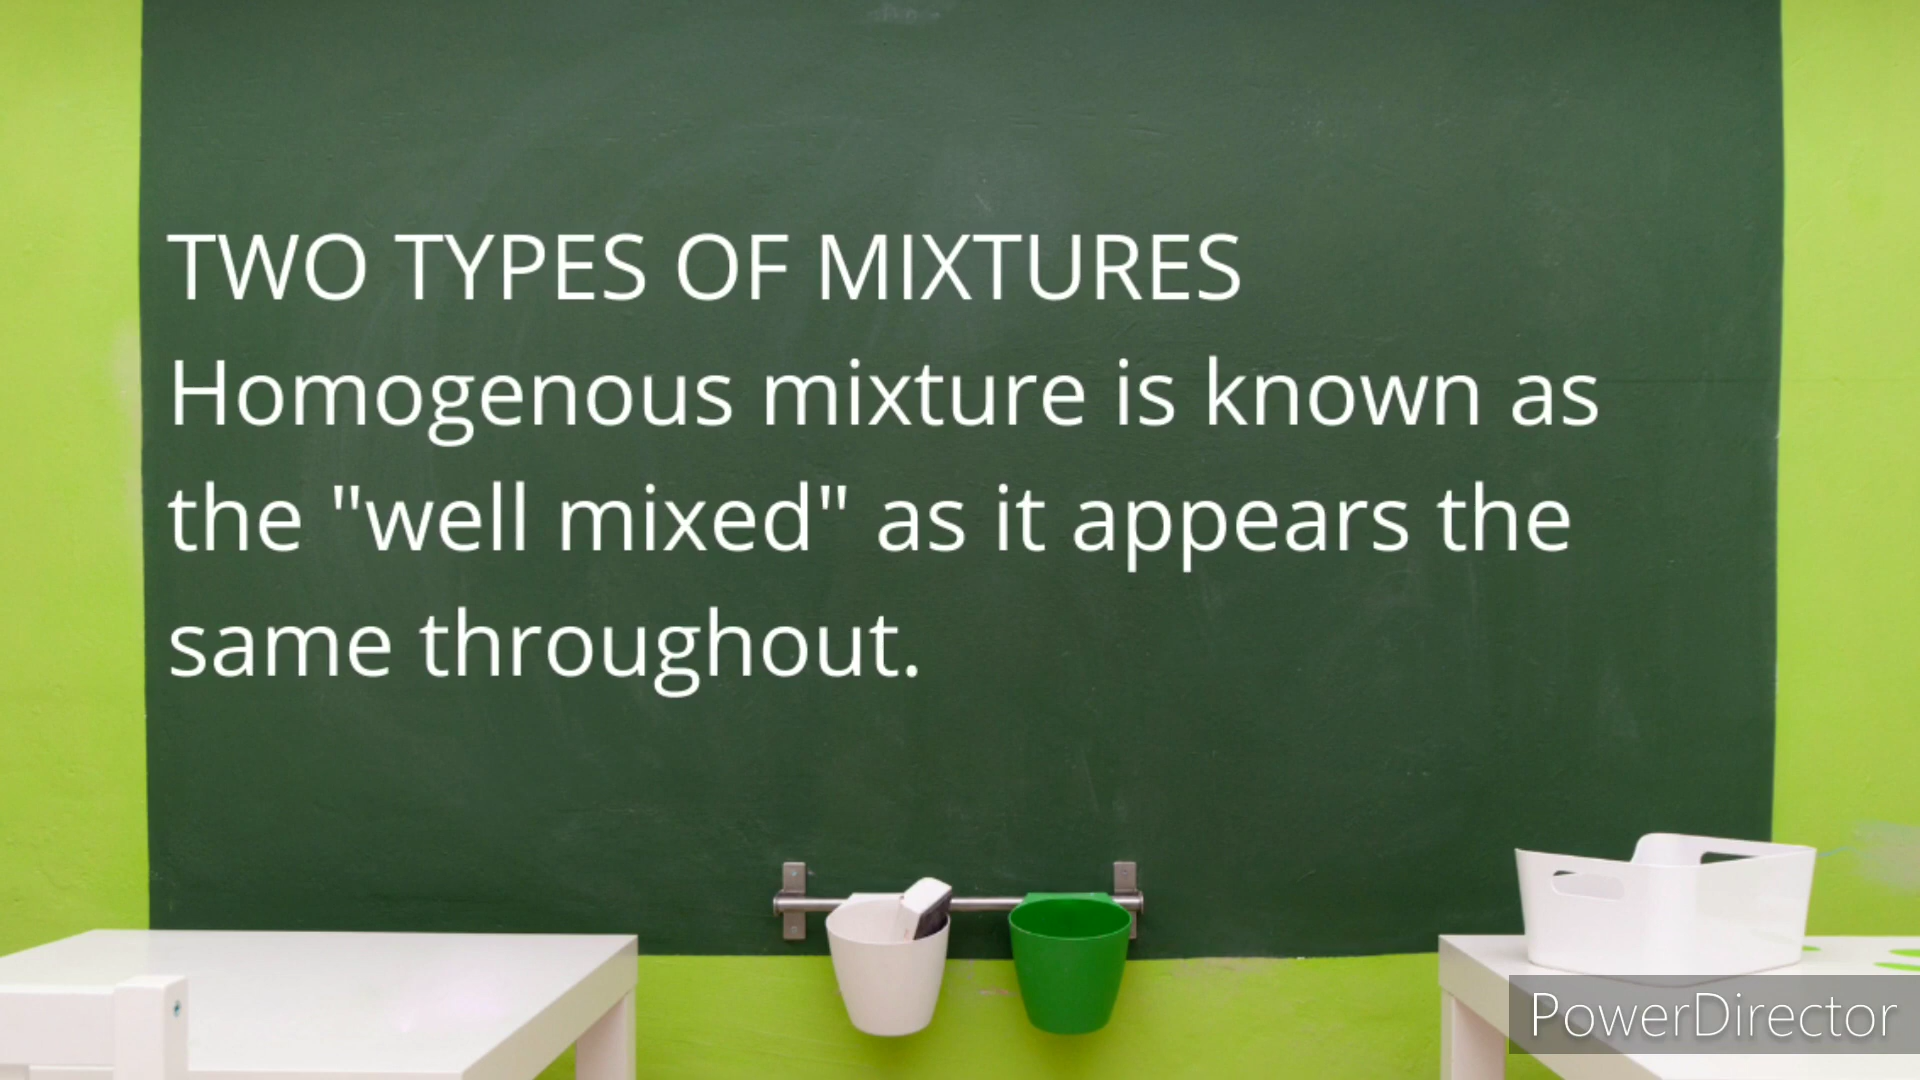 TWO TYPES OF MIXTURES
Homogenous mixture is known as
the "well mixed" as it appears the
same throughout.
PowerDirector